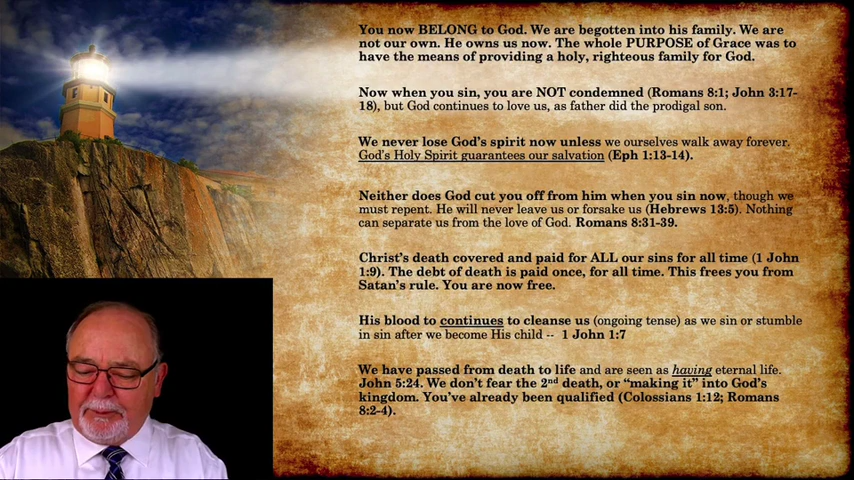 You now BELONG to God. We are begotten into his family. We are
not our own. He owns us now. The whole PURPOSE of Grace was to
have the means of providing a holy, righteous family for God.
Now when you sin, you are NOT condemned (Romans 8:1; John 3:17-
18), but God continues to love us, as father did the prodigal son.
We never lose God's spirit now unless we ourselves walk away forever.
God's Holy Spirit guarantees our salvation (Eph 1:13-14).
Neither does God cut you off from him when you sin now, though we
must repent. He will never leave us or forsake us (Hebrews 13:5). Nothing
can separate us from the love of God. Romans 8:31-39.
Christ's death covered and paid for ALL our sins for all time (1 John
1:9). The debt of death is paid once, for all time. This frees you from
Satan's rule. You are now free.
His blood to continues to cleanse us (ongoing tense) as we sin or stumble
in sin after we become His child -- 1 John 1:7
We have passed from death to life and are seen as having eternal life.
John 5:24. We don't fear the 2nd death, or "making it" into God's
kingdom. You've already been qualified (Colossians 1:12; Romans
8:2-4).